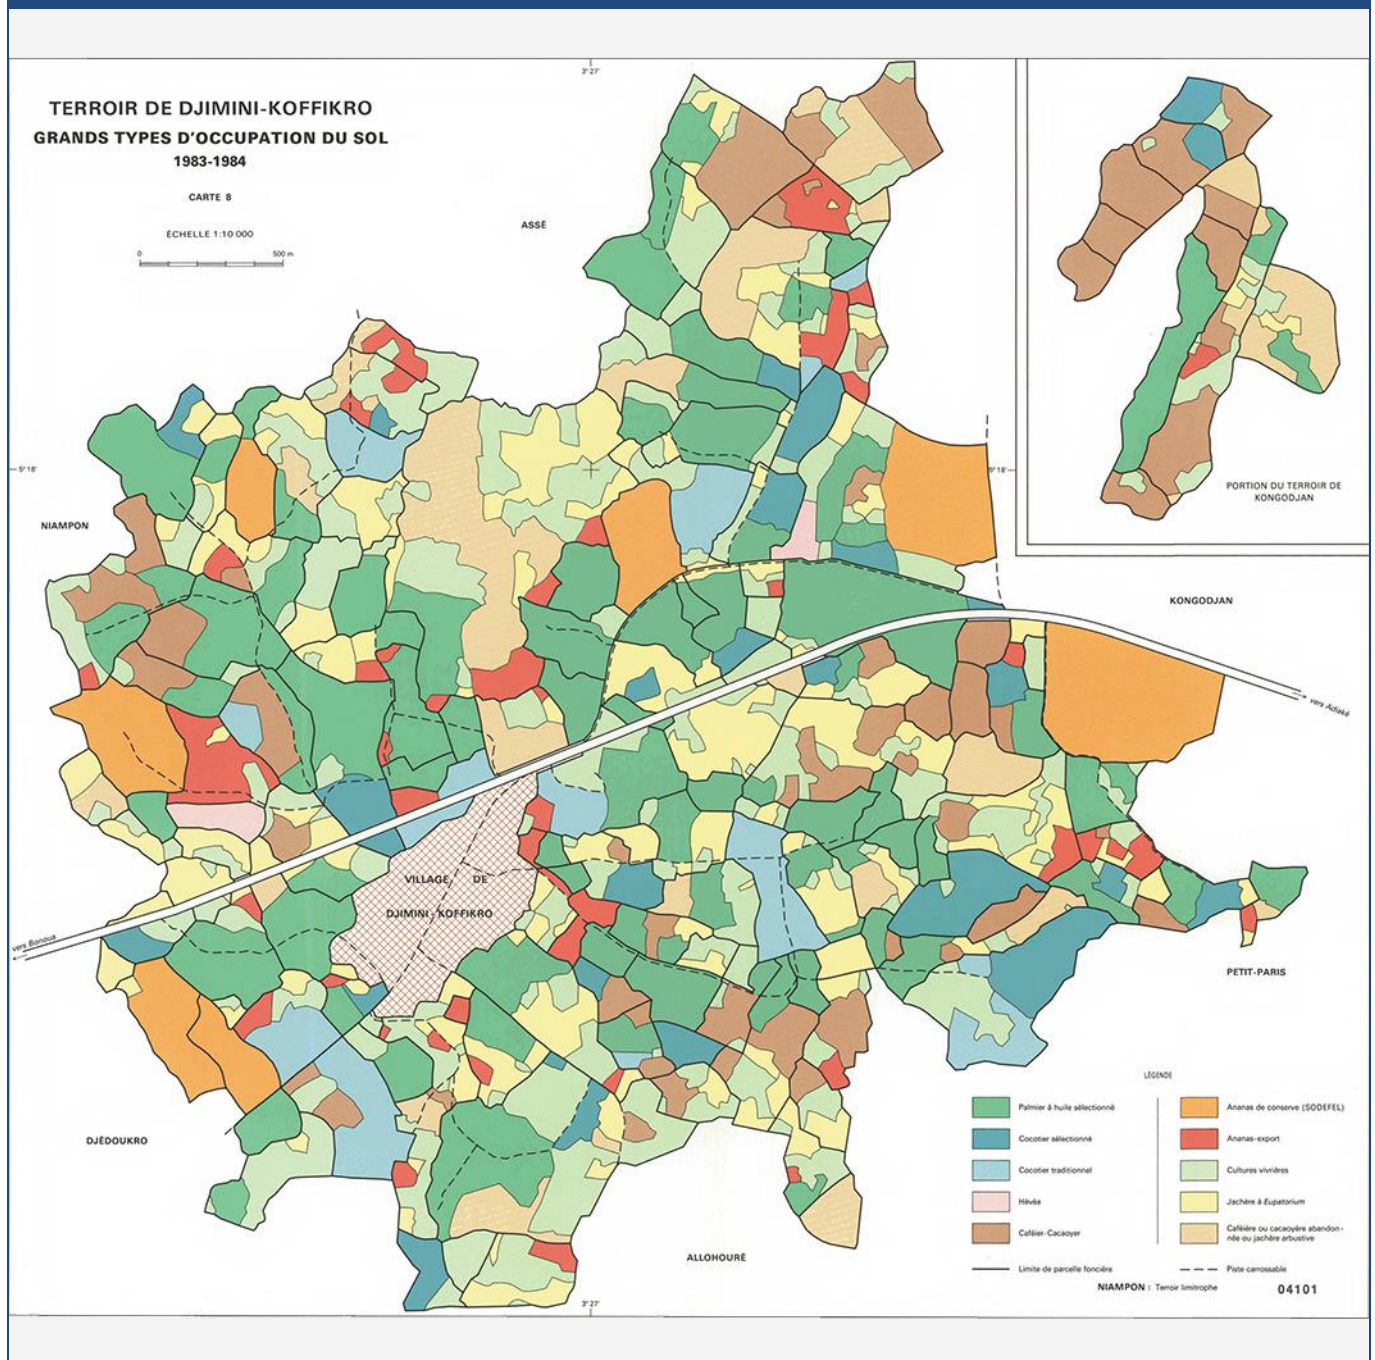 3° 27'
TERROIR DE DJIMINI-KOFFIKRO
GRANDS TYPES D'OCCUPATION DU SOL
1983-1984
CARTE 8
ÉCHELLE 1:10 000
0 500 m
ASSÉ
5° 18'
5° 18'
PORTION DU TERROIR DE
KONGODJAN
NIAMPON
KONGODJAN
vers Adiaké
VILLAGE DE
DJIMINI - KOFFIKRO
vers Bonoua
PETIT-PARIS
DJÉDOUKRO
ALLOHOURÉ
LÉGENDE
Palmier à huile sélectionné
Cocotier sélectionné
Cocotier traditionnel
Hévéa
Caféier-Cacaoyer
Limite de parcelle foncière
Ananas de conserve (SODEFEL)
Ananas-export
Cultures vivrières
Jachère à Eupatorium
Caféière ou cacaoyère abandon-
née ou jachère arbustive
Piste carrossable
NIAMPON : Terroir limitrophe
04101
3° 27'